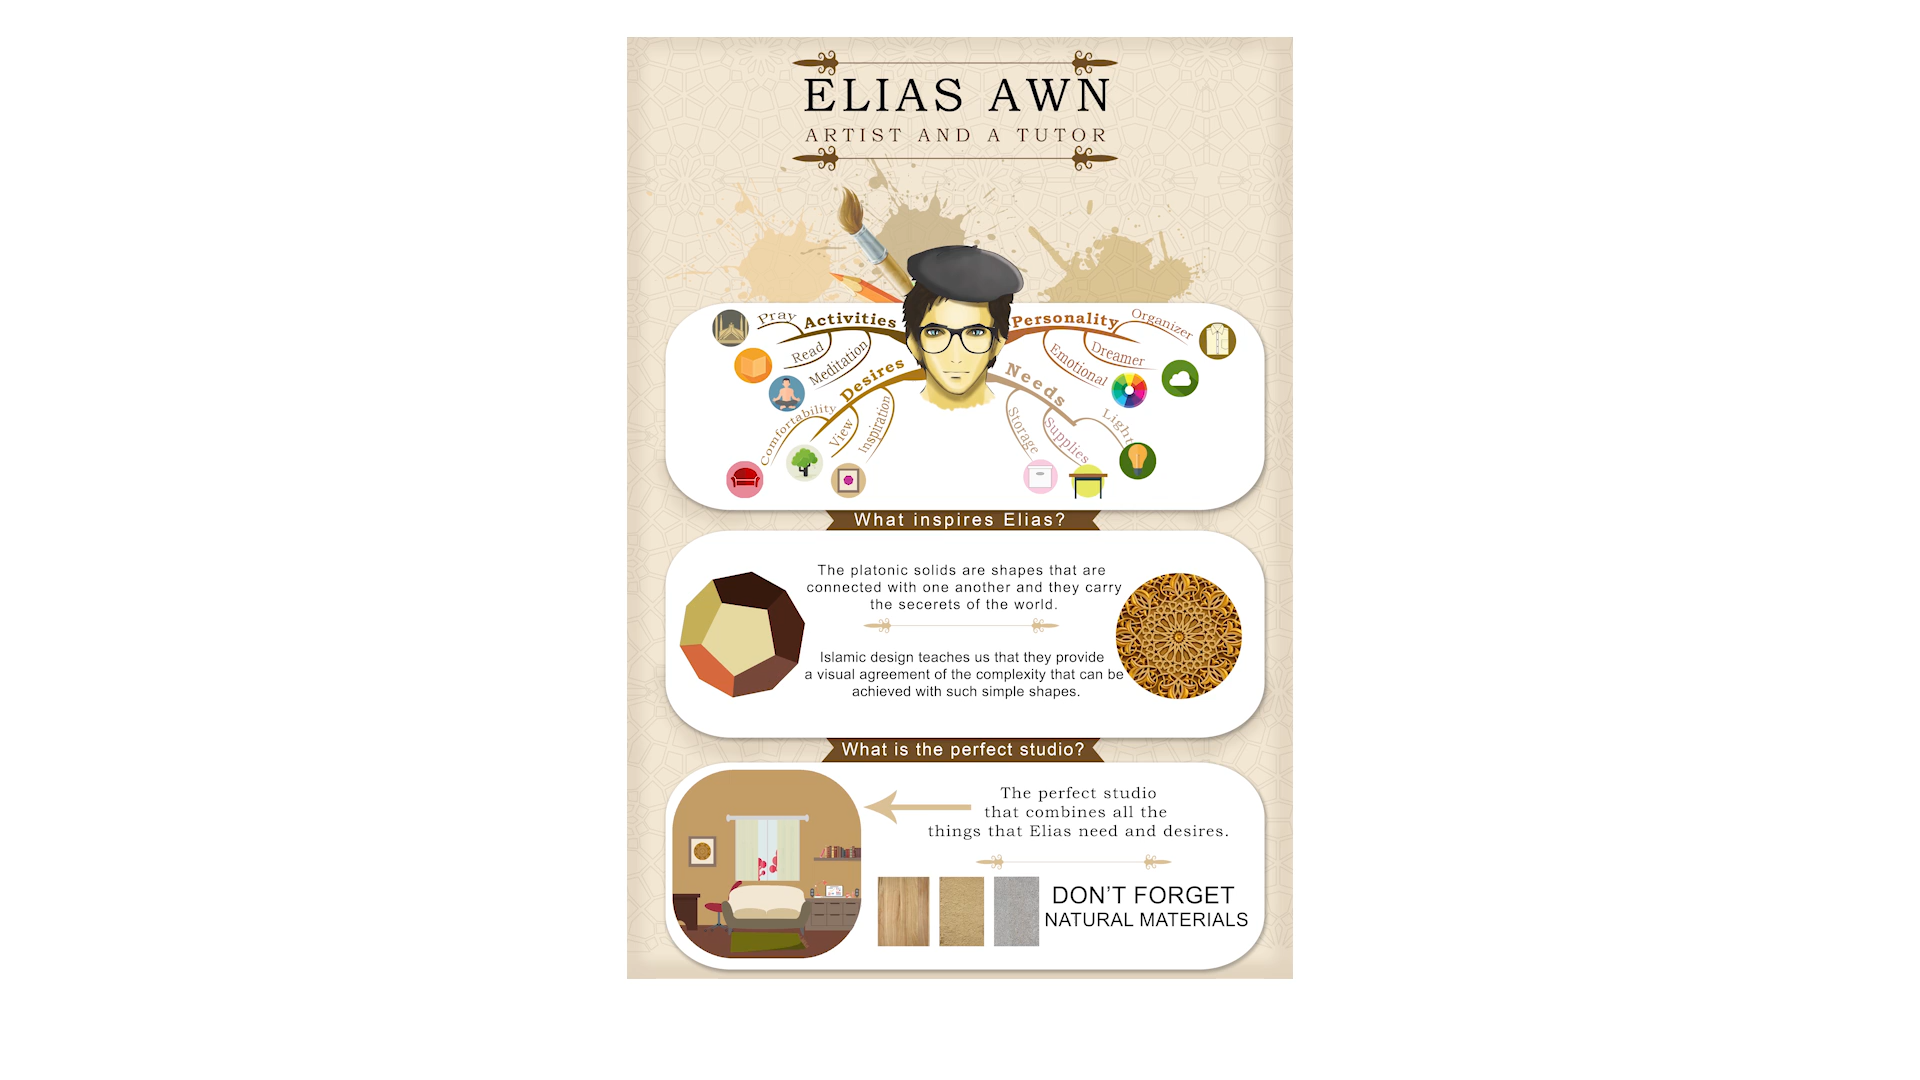 ELIAS AWN
ARTIST AND A TUTOR
Pray
Activities
Read
Meditation
Desires
Comfortability
View
Inspiration
Personality
Organizer
Dreamer
Emotional
Needs
Storage
Supplies
Light
What inspires Elias?
The platonic solids are shapes that are
connected with one another and they carry
the secerets of the world.
Islamic design teaches us that they provide
a visual agreement of the complexity that can be
achieved with such simple shapes.
What is the perfect studio?
The perfect studio
that combines all the
things that Elias need and desires.
DON'T FORGET
NATURAL MATERIALS